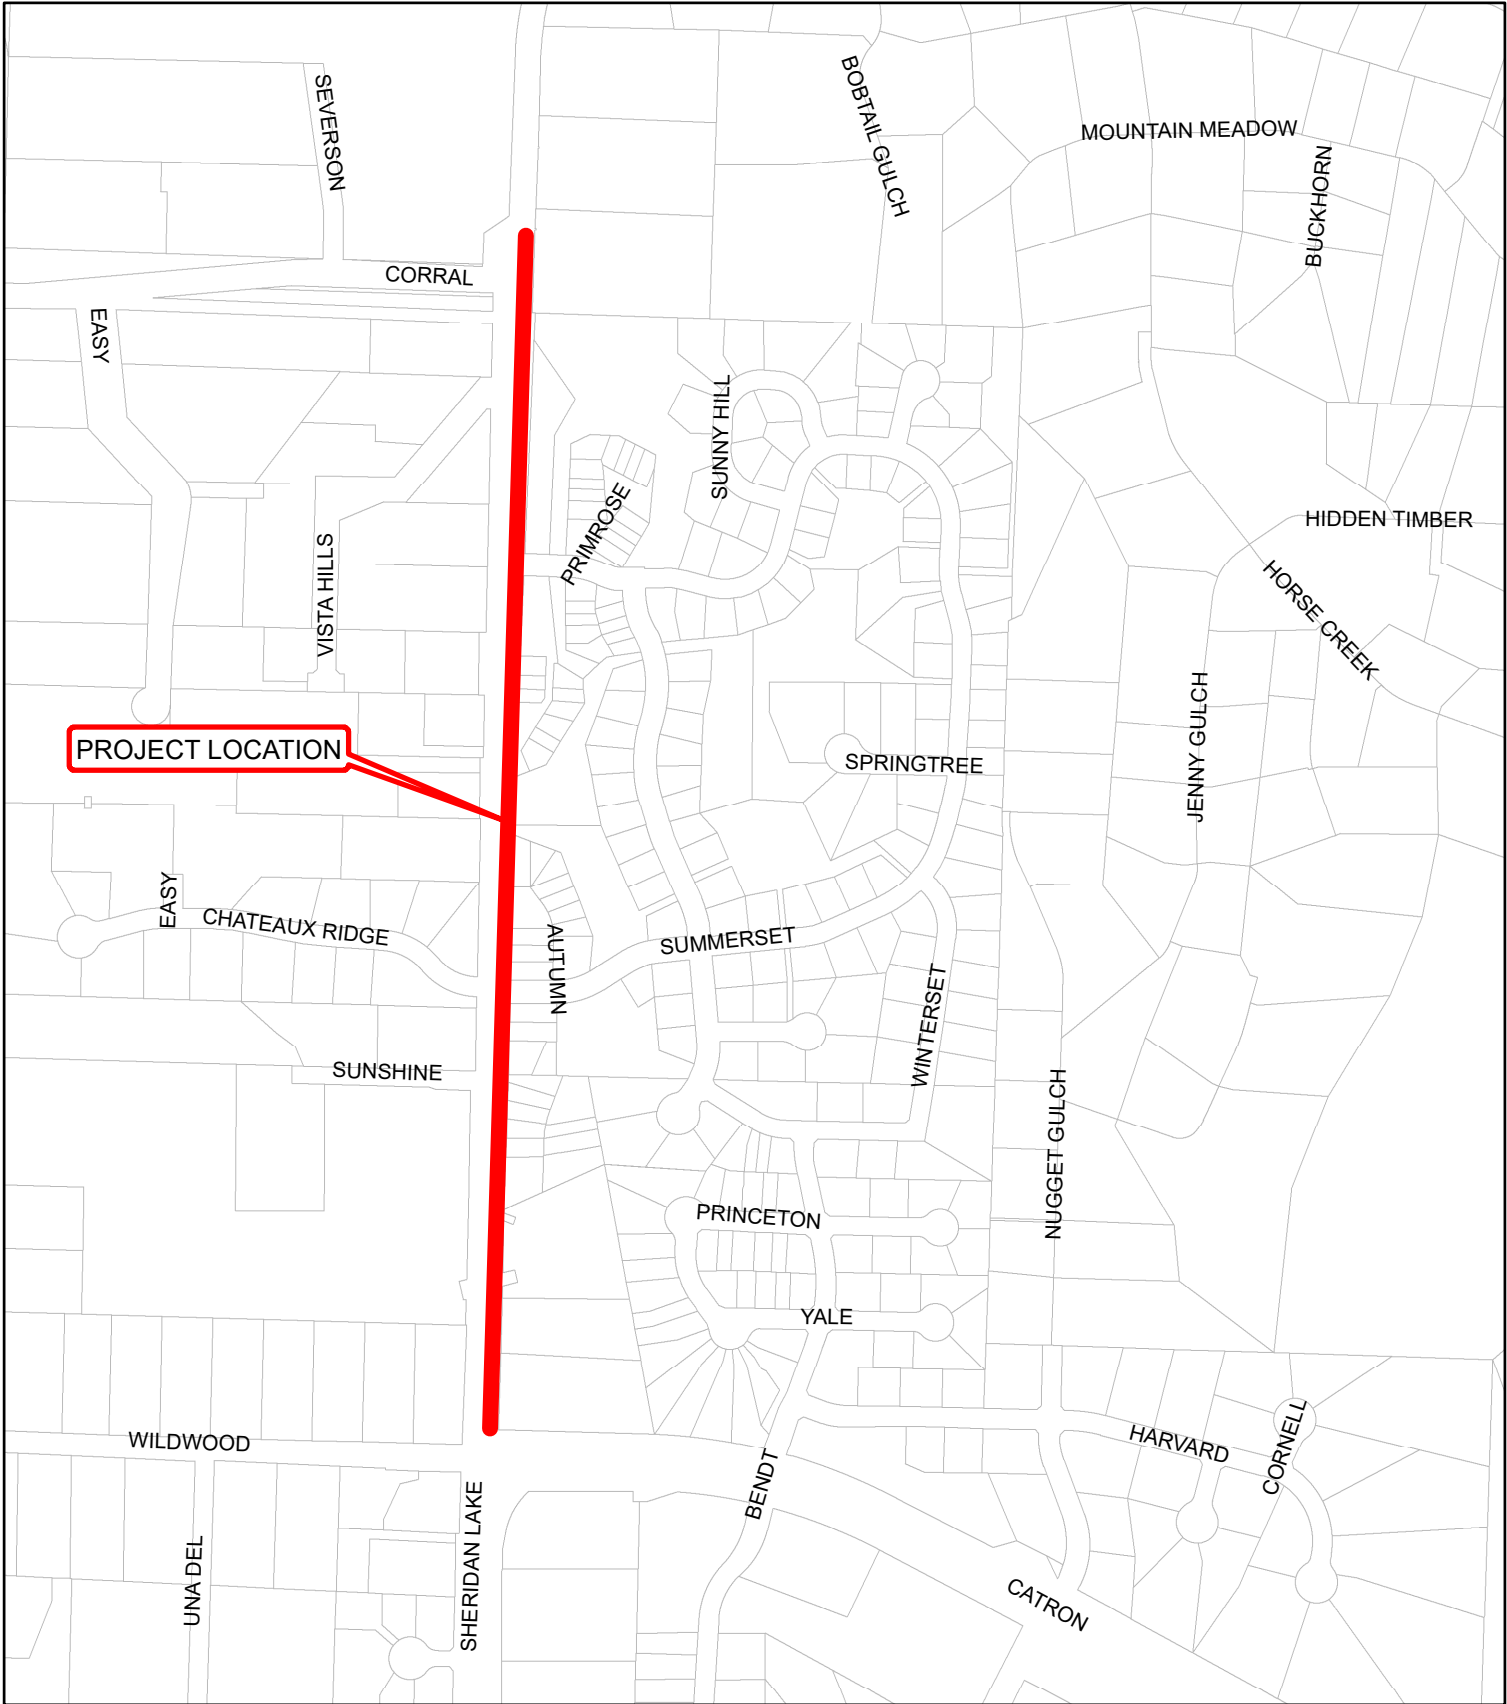 SEVERSON
BOBTAIL GULCH
MOUNTAIN MEADOW
BUCKHORN
CORRAL
EASY
SUNNY HILL
PRIMROSE
HIDDEN TIMBER
VISTA HILLS
HORSE CREEK
JENNY GULCH
PROJECT LOCATION
SPRINGTREE
EASY
CHATEAUX RIDGE
AUTUMN
SUMMERSET
WINTERSET
SUNSHINE
NUGGET GULCH
PRINCETON
YALE
WILDWOOD
HARVARD
CORNELL
BENDT
SHERIDAN LAKE
UNA DEL
CATRON